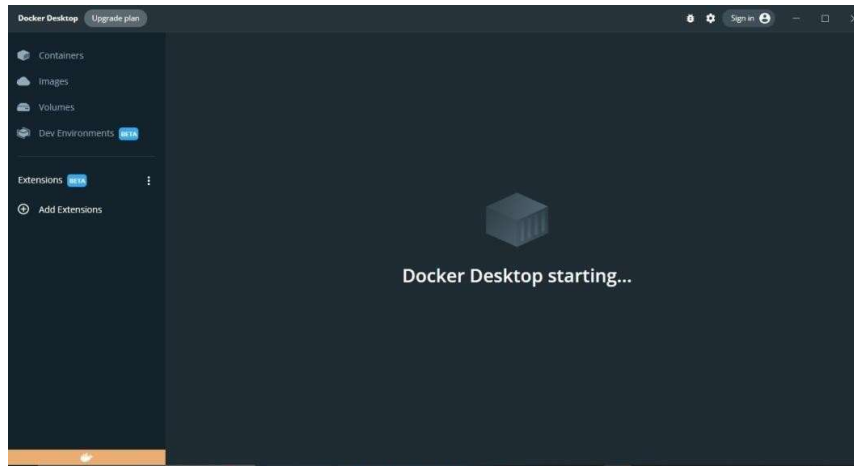 Docker Desktop Upgrade plan
Sign in
Containers
Images
Volumes
Dev Environments BETA
Extensions BETA
Add Extensions
Docker Desktop starting...